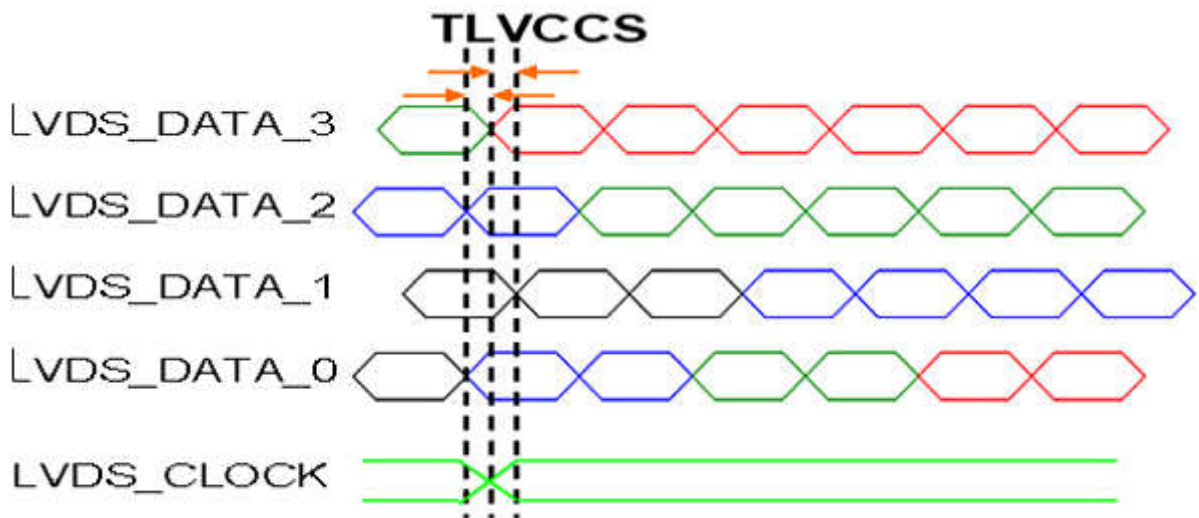 TLVCCS
LVDS_DATA_3
LVDS_DATA_2
LVDS_DATA_1
LVDS_DATA_0
LVDS_CLOCK